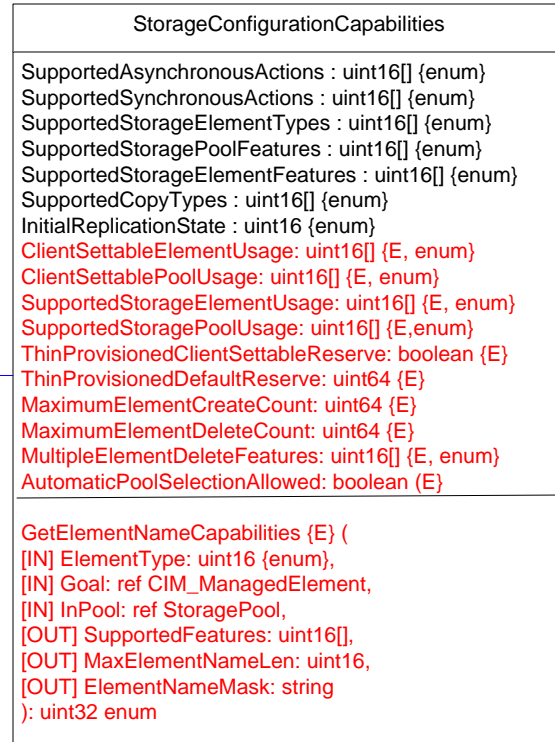 StorageConfigurationCapabilities
SupportedAsynchronousActions : uint16[] {enum}
SupportedSynchronousActions : uint16[] {enum}
SupportedStorageElementTypes : uint16[] {enum}
SupportedStoragePoolFeatures : uint16[] {enum}
SupportedStorageElementFeatures : uint16[] {enum}
SupportedCopyTypes : uint16[] {enum}
InitialReplicationState : uint16 {enum}
ClientSettableElementUsage: uint16[] {E, enum}
ClientSettablePoolUsage: uint16[] {E, enum}
SupportedStorageElementUsage: uint16[] {E, enum}
SupportedStoragePoolUsage: uint16[] {E,enum}
ThinProvisionedClientSettableReserve: boolean {E}
ThinProvisionedDefaultReserve: uint64 {E}
MaximumElementCreateCount: uint64 {E}
MaximumElementDeleteCount: uint64 {E}
MultipleElementDeleteFeatures: uint16[] {E, enum}
AutomaticPoolSelectionAllowed: boolean (E}
GetElementNameCapabilities {E} (
[IN] ElementType: uint16 {enum},
[IN] Goal: ref CIM_ManagedElement,
[IN] InPool: ref StoragePool,
[OUT] SupportedFeatures: uint16[],
[OUT] MaxElementNameLen: uint16,
[OUT] ElementNameMask: string
): uint32 enum